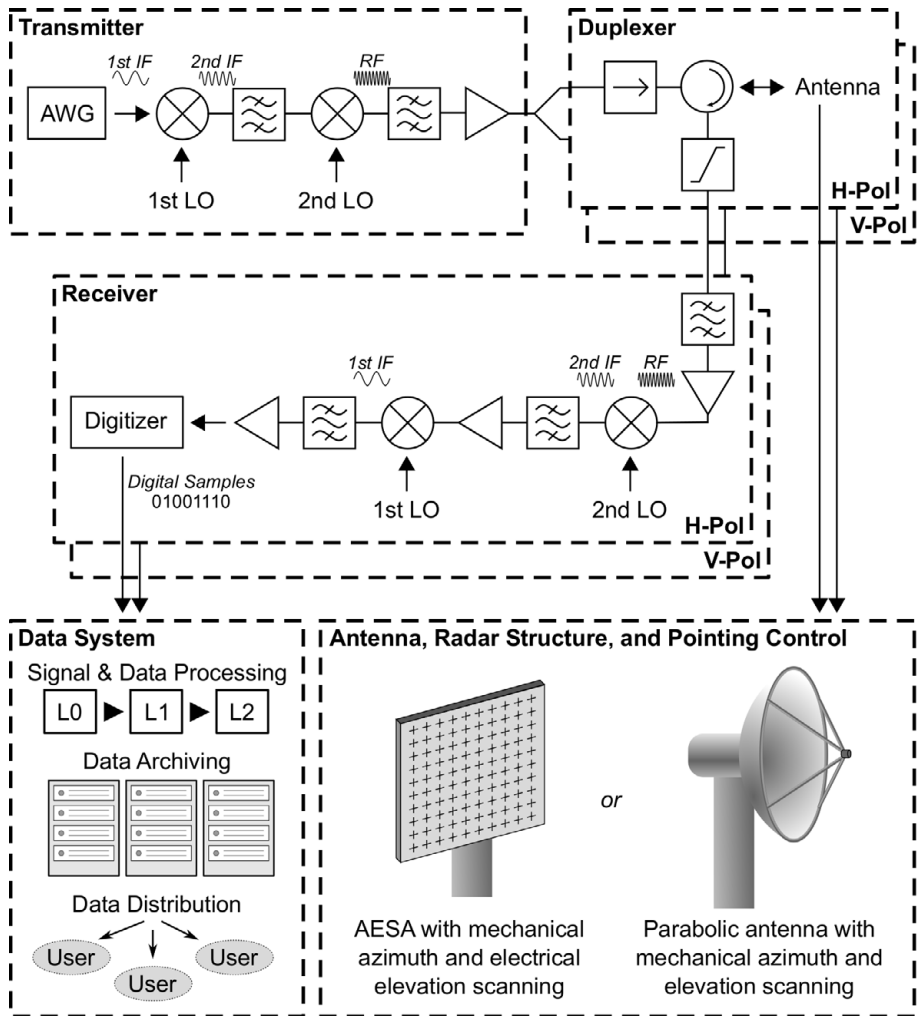 Transmitter
1st IF
2nd IF
RF
AWG
1st LO
2nd LO
Duplexer
Antenna
H-Pol
V-Pol
Receiver
1st IF
2nd IF
RF
Digitizer
Digital Samples
01001110
1st LO
2nd LO
H-Pol
V-Pol
Data System
Signal & Data Processing
L0
L1
L2
Data Archiving
Data Distribution
User
User
User
Antenna, Radar Structure, and Pointing Control
or
AESA with mechanical
azimuth and electrical
elevation scanning
Parabolic antenna with
mechanical azimuth and
elevation scanning